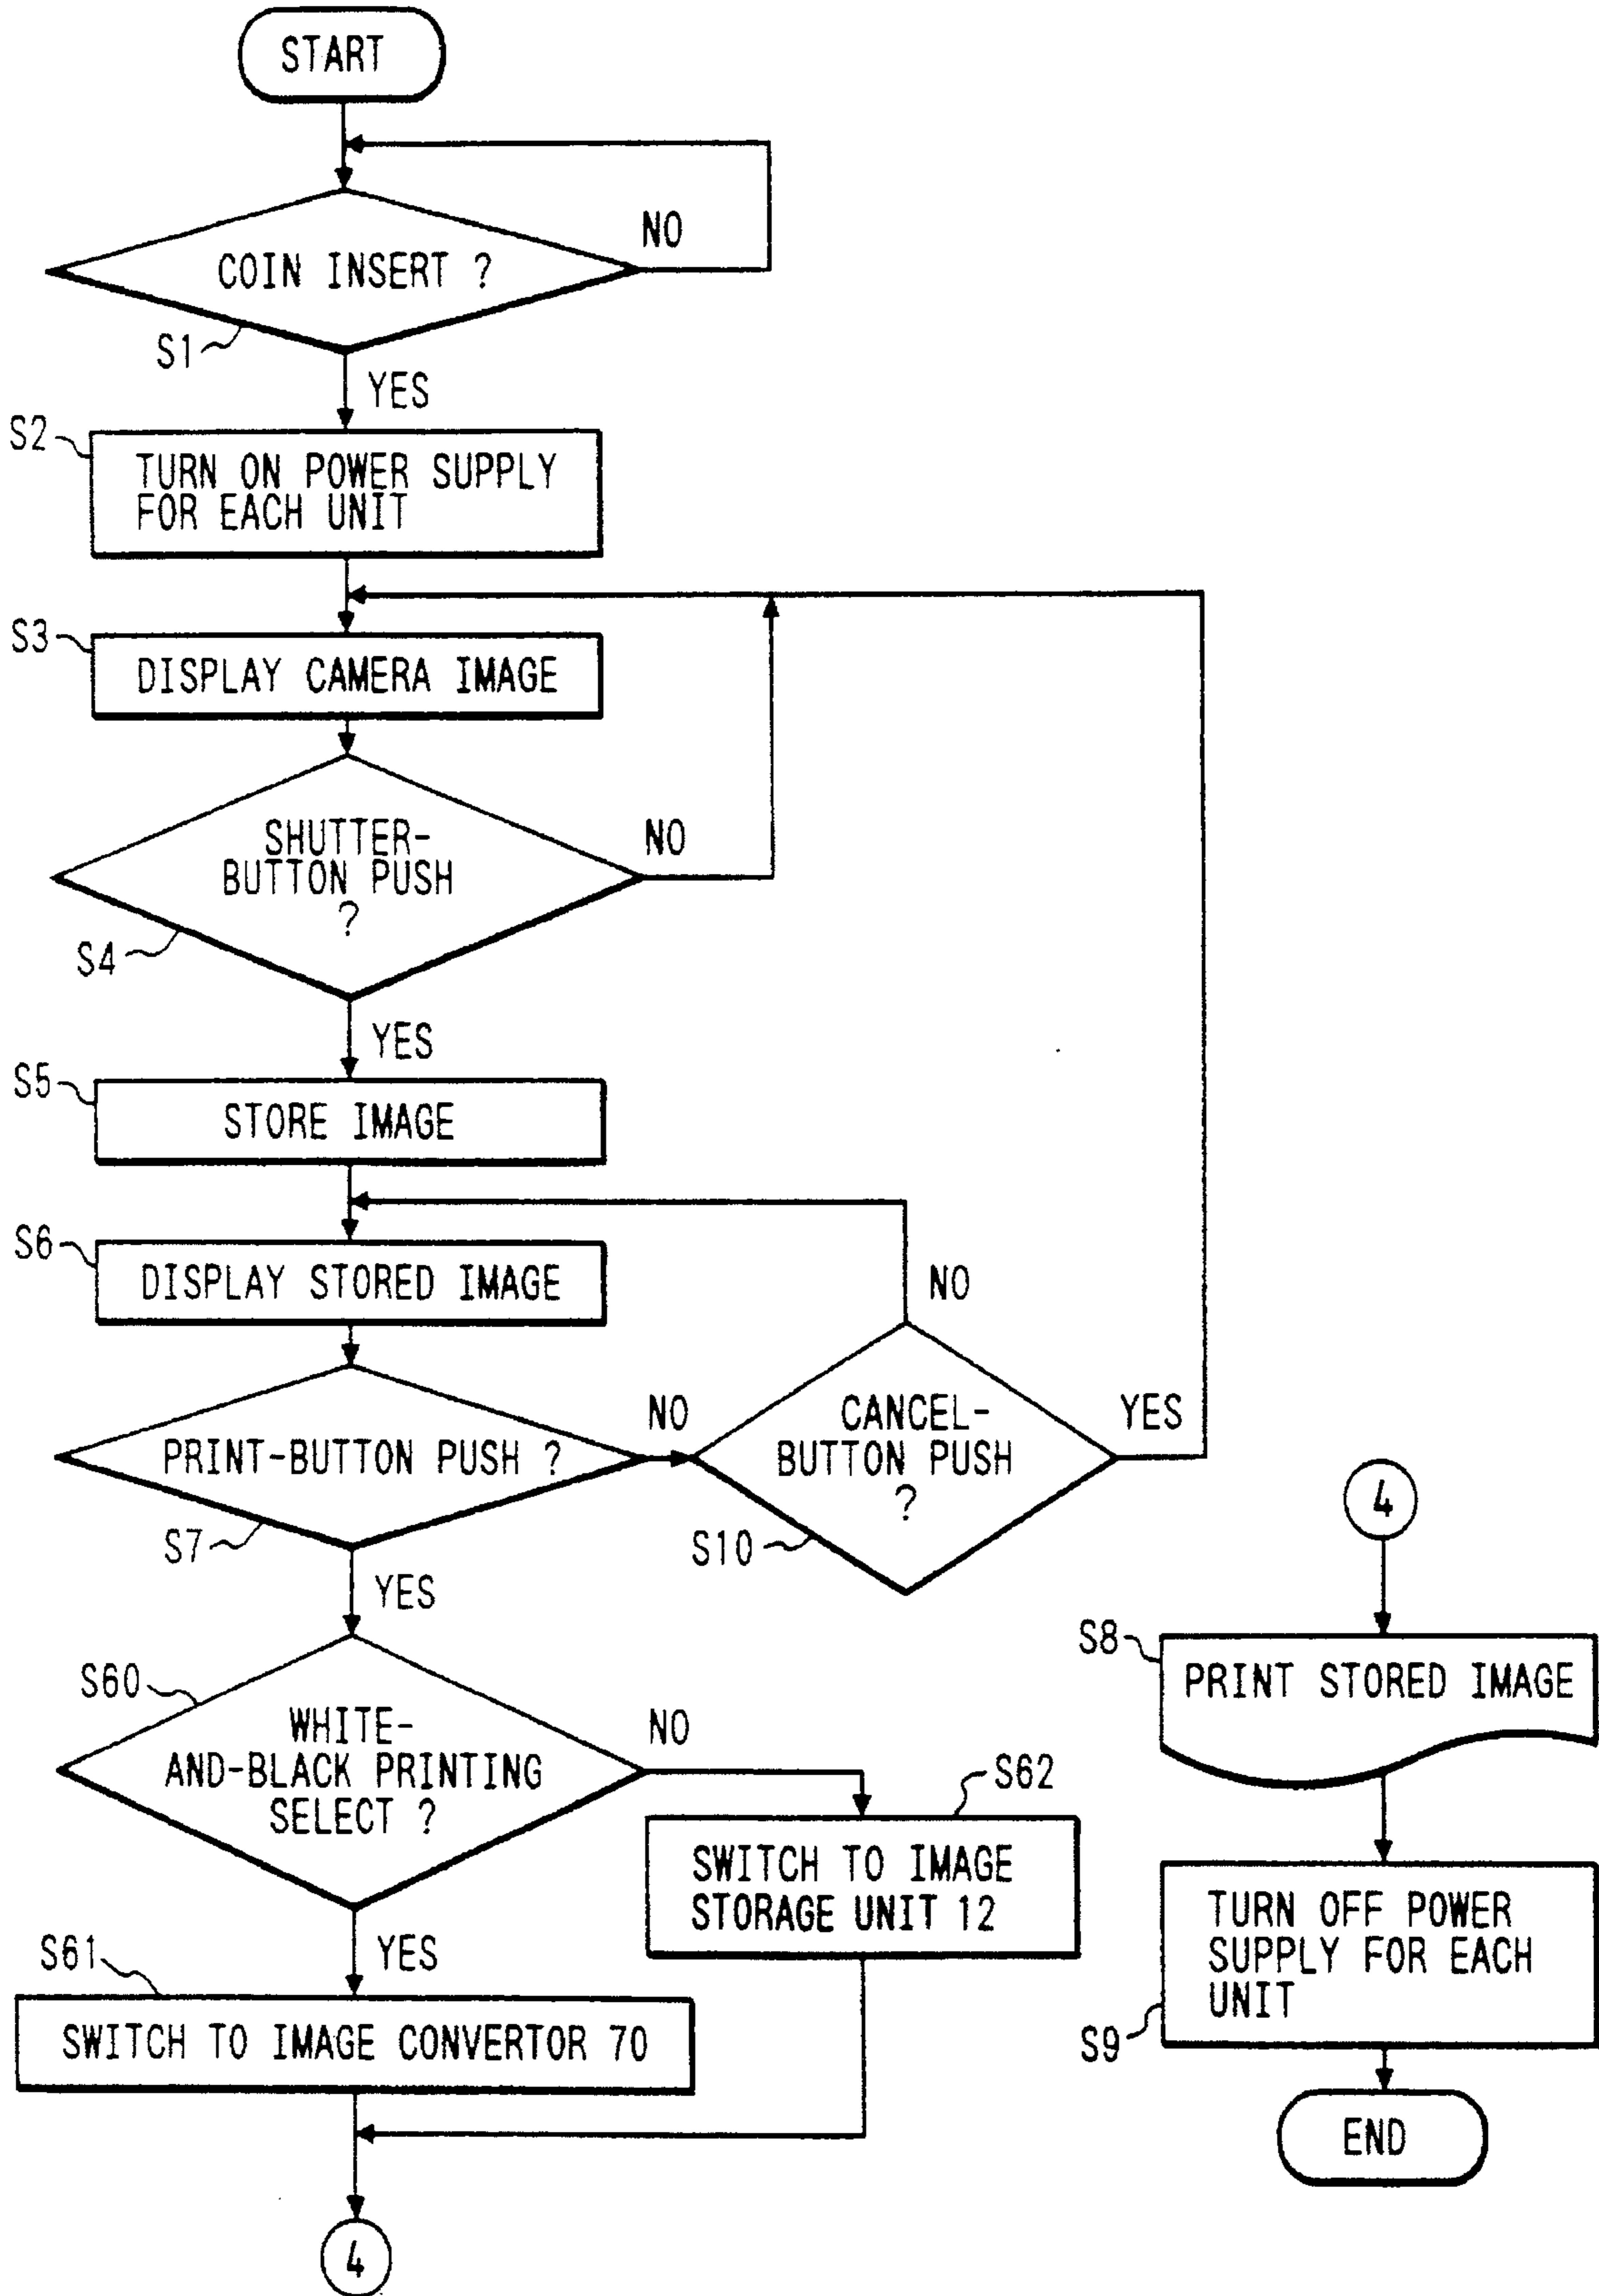 START
NO
COIN INSERT ?
S1
YES
S2
TURN ON POWER SUPPLY
FOR EACH UNIT
S3
DISPLAY CAMERA IMAGE
SHUTTER-
BUTTON PUSH
?
NO
S4
YES
S5
STORE IMAGE
S6
DISPLAY STORED IMAGE
NO
PRINT-BUTTON PUSH ?
NO
CANCEL-
BUTTON PUSH
?
YES
S7
S10
YES
S60
WHITE-
AND-BLACK PRINTING
SELECT ?
NO
S62
SWITCH TO IMAGE
STORAGE UNIT 12
YES
S61
SWITCH TO IMAGE CONVERTOR 70
4
4
S8
PRINT STORED IMAGE
TURN OFF POWER
SUPPLY FOR EACH
UNIT
S9
END